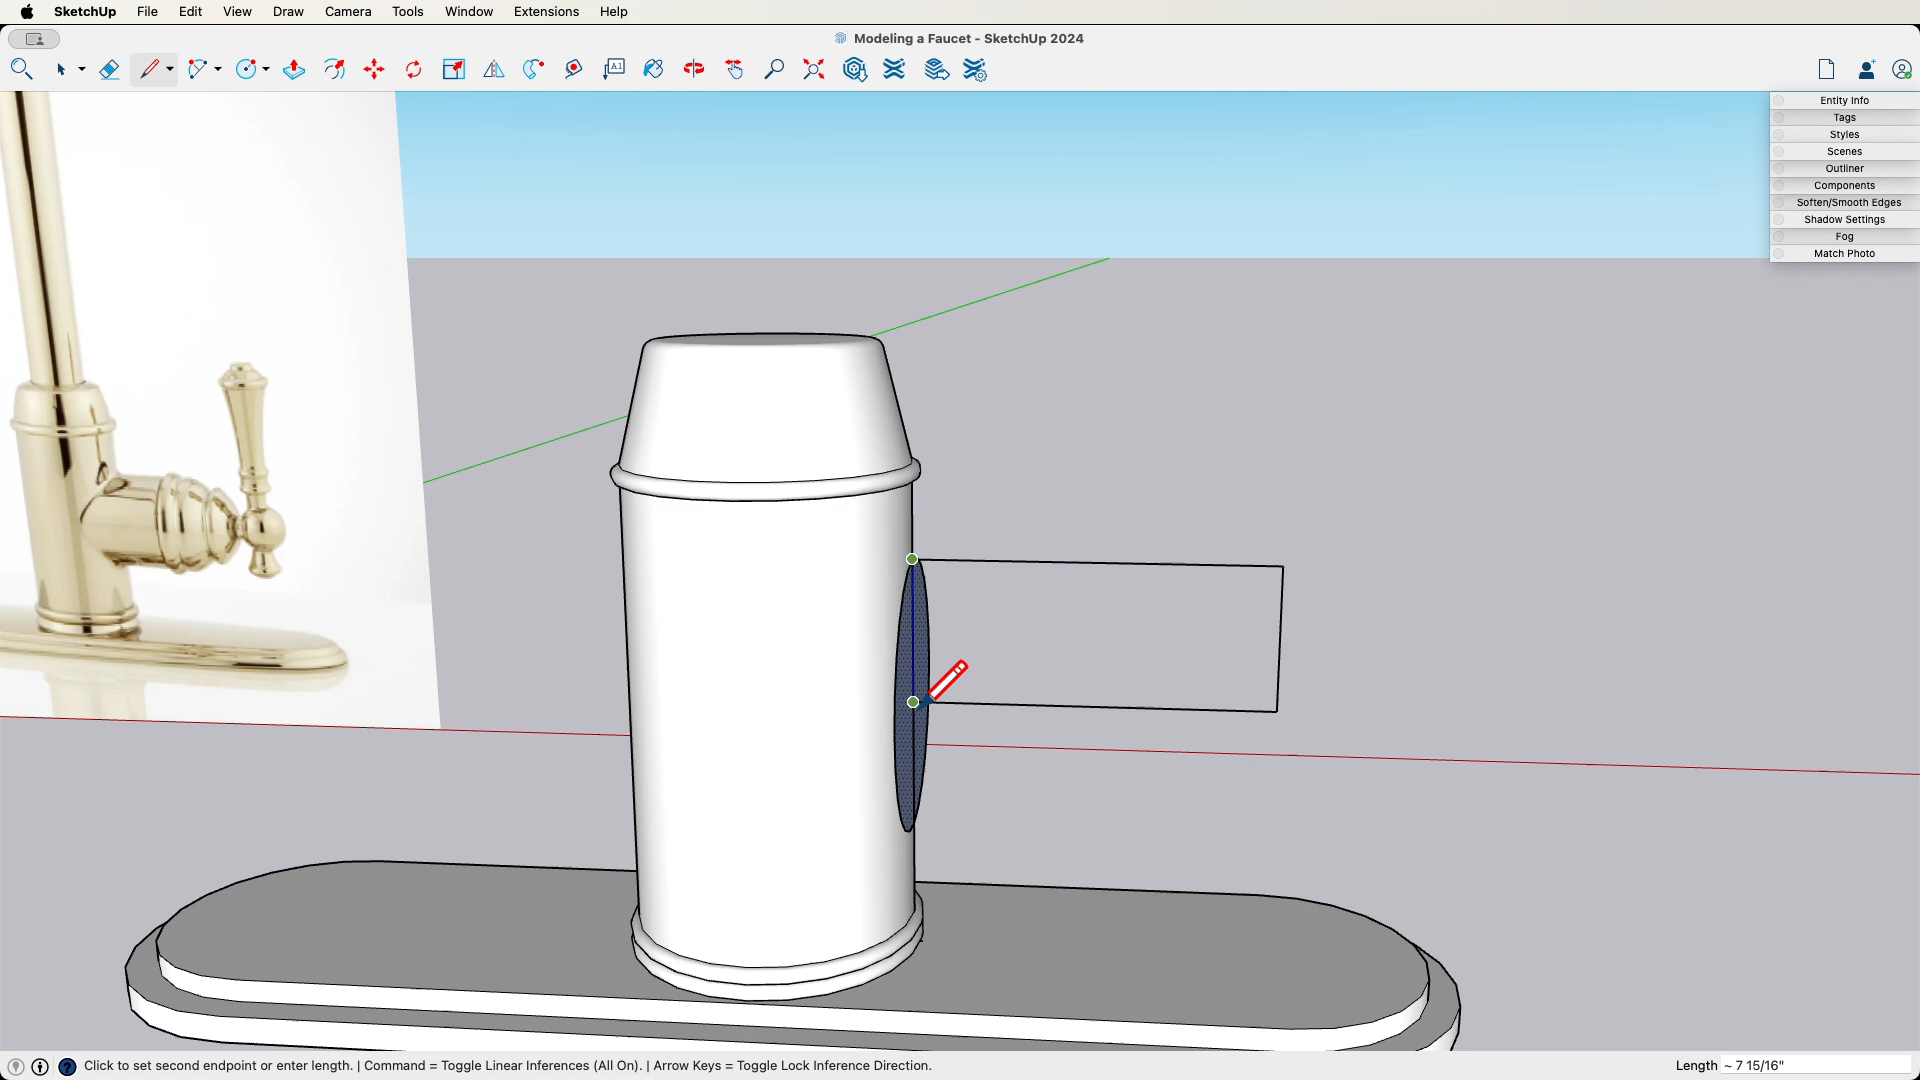 SketchUp File Edit View Draw Camera Tools Window Extensions Help
Modeling a Faucet - SketchUp 2024
A1
Entity Info
Tags
Styles
Scenes
Outliner
Components
Soften/Smooth Edges
Shadow Settings
Fog
Match Photo
Click to set second endpoint or enter length. | Command = Toggle Linear Inferences (All On). | Arrow Keys = Toggle Lock Inference Direction.
Length ~ 7 15/16"